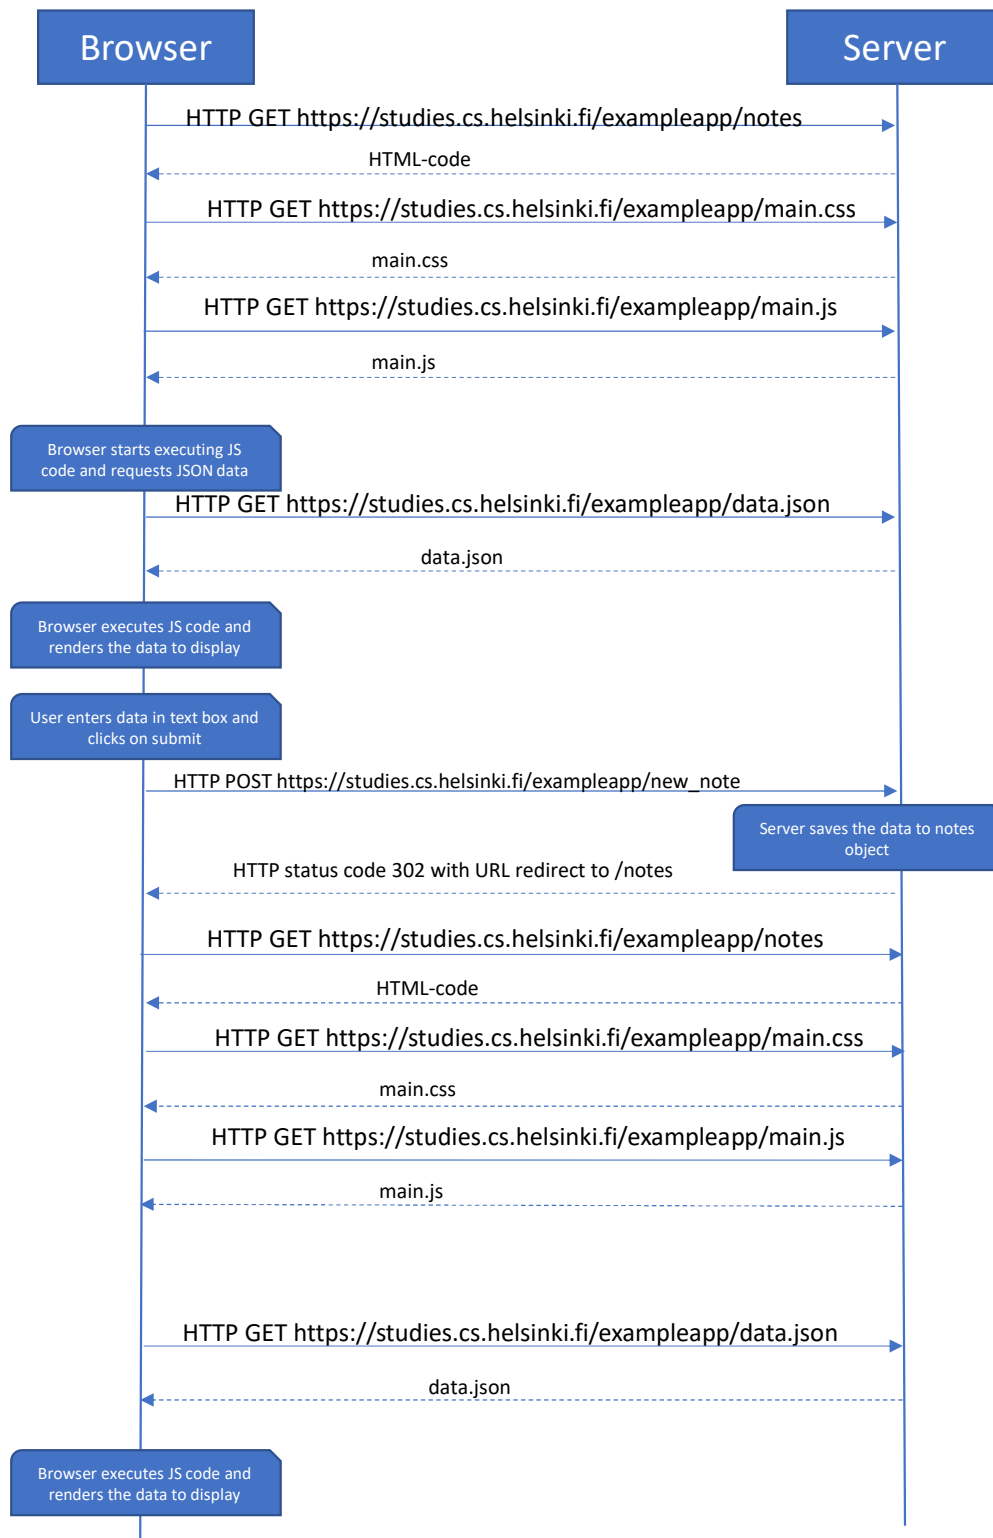 Browser
Server
HTTP GET https://studies.cs.helsinki.fi/exampleapp/notes
HTML-code
HTTP GET https://studies.cs.helsinki.fi/exampleapp/main.css
main.css
HTTP GET https://studies.cs.helsinki.fi/exampleapp/main.js
main.js
Browser starts executing JS
code and requests JSON data
HTTP GET https://studies.cs.helsinki.fi/exampleapp/data.json
data.json
Browser executes JS code and
renders the data to display
User enters data in text box and
clicks on submit
HTTP POST https://studies.cs.helsinki.fi/exampleapp/new_note
Server saves the data to notes
object
HTTP status code 302 with URL redirect to /notes
HTTP GET https://studies.cs.helsinki.fi/exampleapp/notes
HTML-code
HTTP GET https://studies.cs.helsinki.fi/exampleapp/main.css
main.css
HTTP GET https://studies.cs.helsinki.fi/exampleapp/main.js
main.js
HTTP GET https://studies.cs.helsinki.fi/exampleapp/data.json
data.json
Browser executes JS code and
renders the data to display